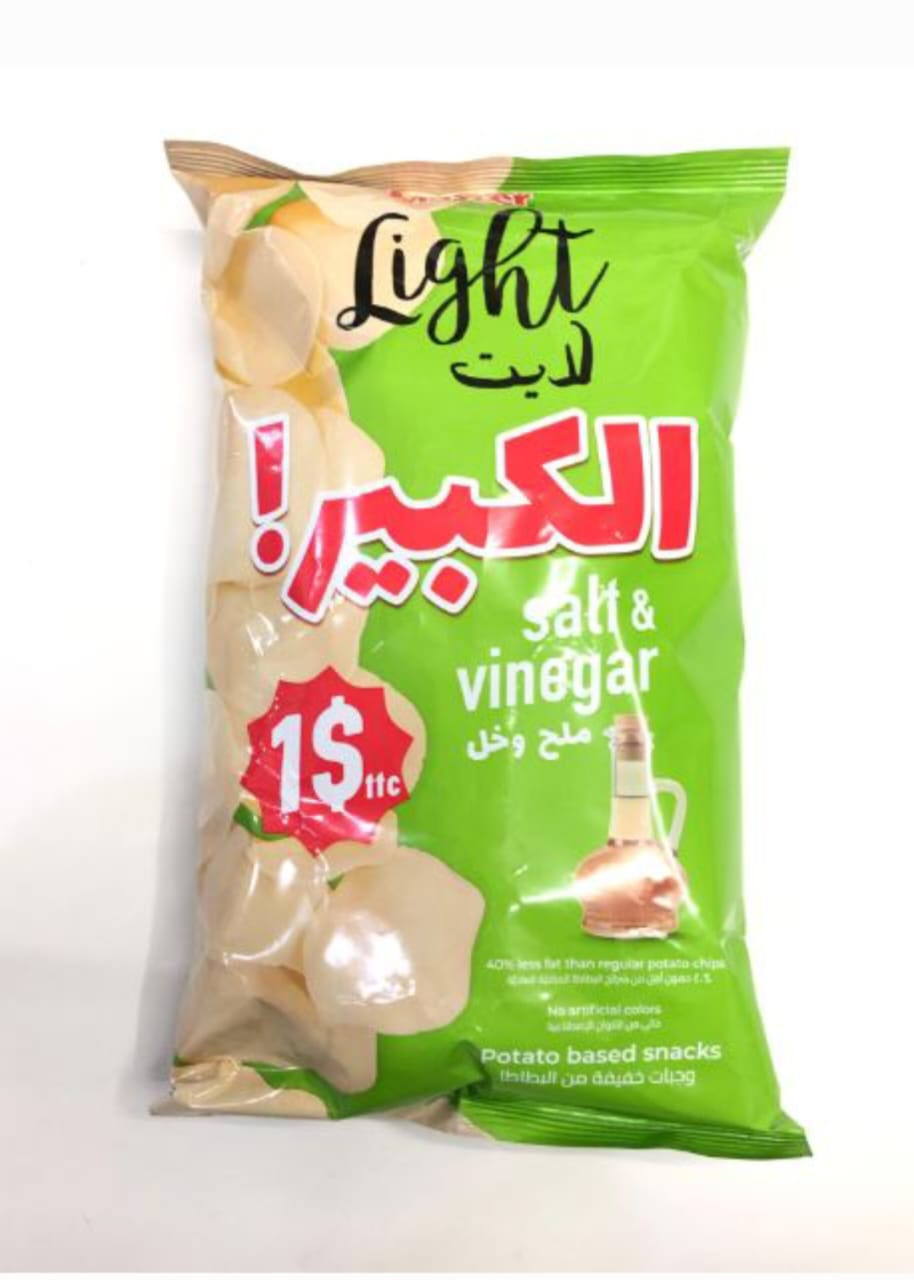 Light
لايت
الكبير!
salt &
vinegar
ملح وخل
1$ ttc
40% less fat than regular potato chips
No artificial colors
Potato based snacks
وجبات خفيفة من البطاطا